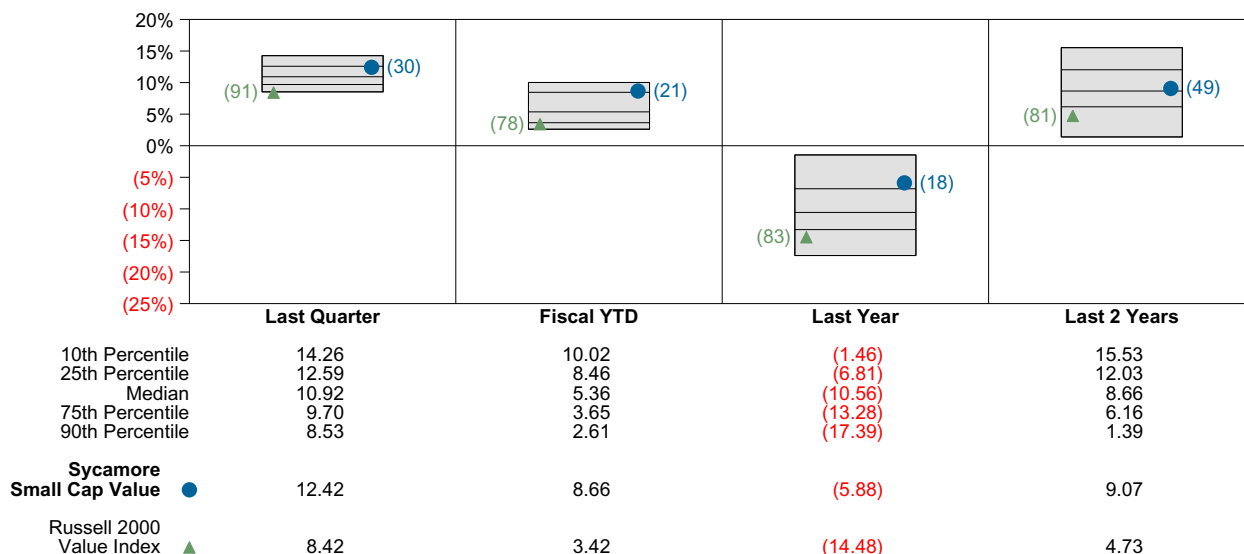 20%
15%
10%
5%
0%
(5%)
(10%)
(15%)
(20%)
(25%)
(30)
(91)
(21)
(78)
(18)
(83)
(49)
(81)
Last Quarter Fiscal YTD Last Year Last 2 Years
10th Percentile 14.26 10.02 (1.46) 15.53
25th Percentile 12.59 8.46 (6.81) 12.03
Median 10.92 5.36 (10.56) 8.66
75th Percentile 9.70 3.65 (13.28) 6.16
90th Percentile 8.53 2.61 (17.39) 1.39
Sycamore
Small Cap Value 12.42 8.66 (5.88) 9.07
Russell 2000
Value Index 8.42 3.42 (14.48) 4.73